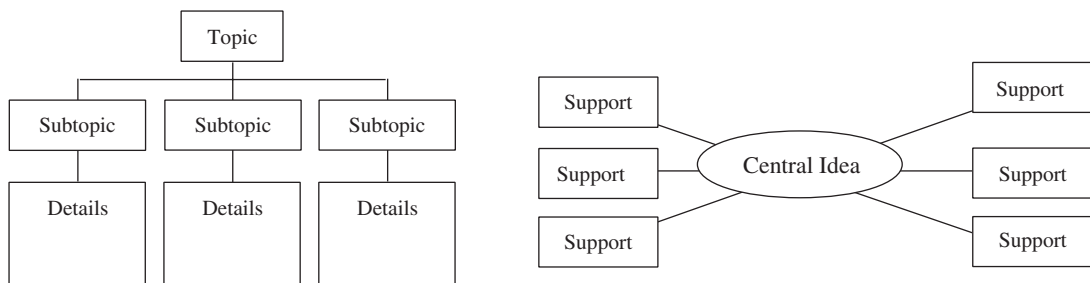 Topic
Subtopic
Subtopic
Subtopic
Details
Details
Details
Support
Support
Support
Central Idea
Support
Support
Support